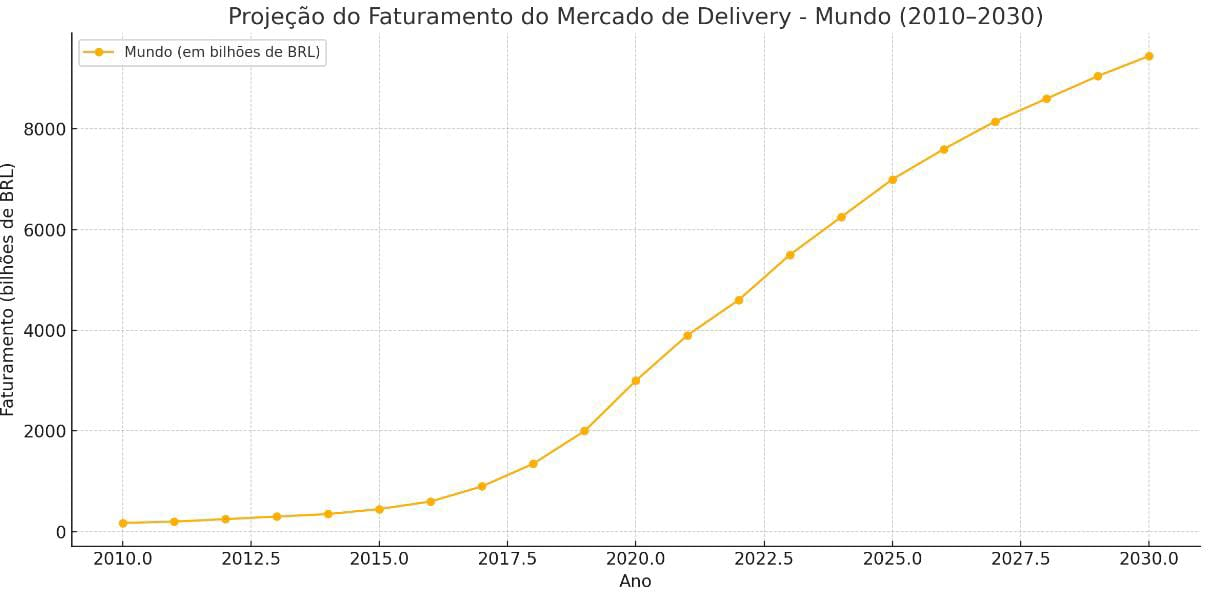 Projeção do Faturamento do Mercado de Delivery - Mundo (2010–2030)
Mundo (em bilhões de BRL)
Faturamento (bilhões de BRL)
8000
6000
4000
2000
0
2010.0 2012.5 2015.0 2017.5 2020.0 2022.5 2025.0 2027.5 2030.0
Ano